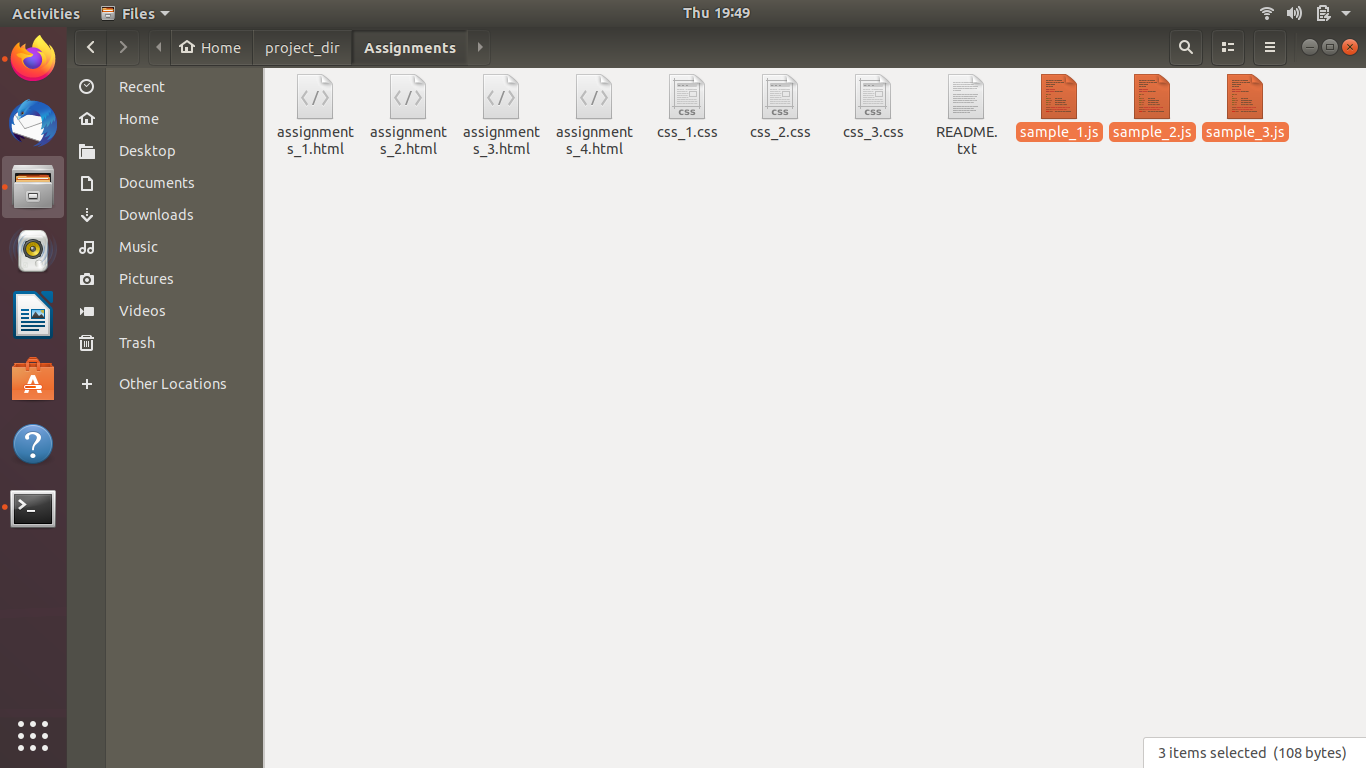 Activities
Files
Thu 19:49
Home
project_dir
Assignments
Recent
Home
Desktop
Documents
Downloads
Music
Pictures
Videos
Trash
Other Locations
assignment
s_1.html
assignment
s_2.html
assignment
s_3.html
assignment
s_4.html
css
css_1.css
css
css_2.css
css
css_3.css
README.
txt
sample_1.js
sample_2.js
sample_3.js
3 items selected (108 bytes)